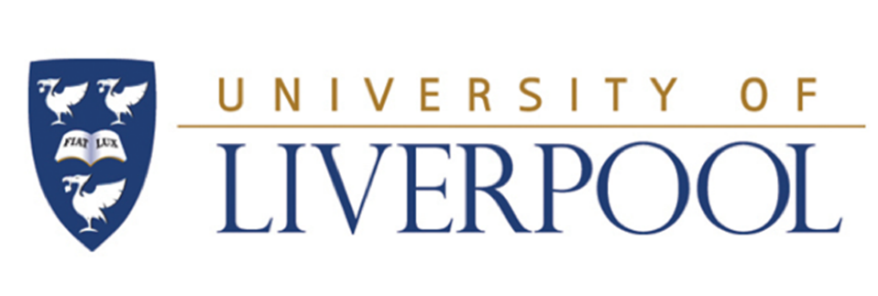 FIAT LUX
UNIVERSITY OF
LIVERPOOL